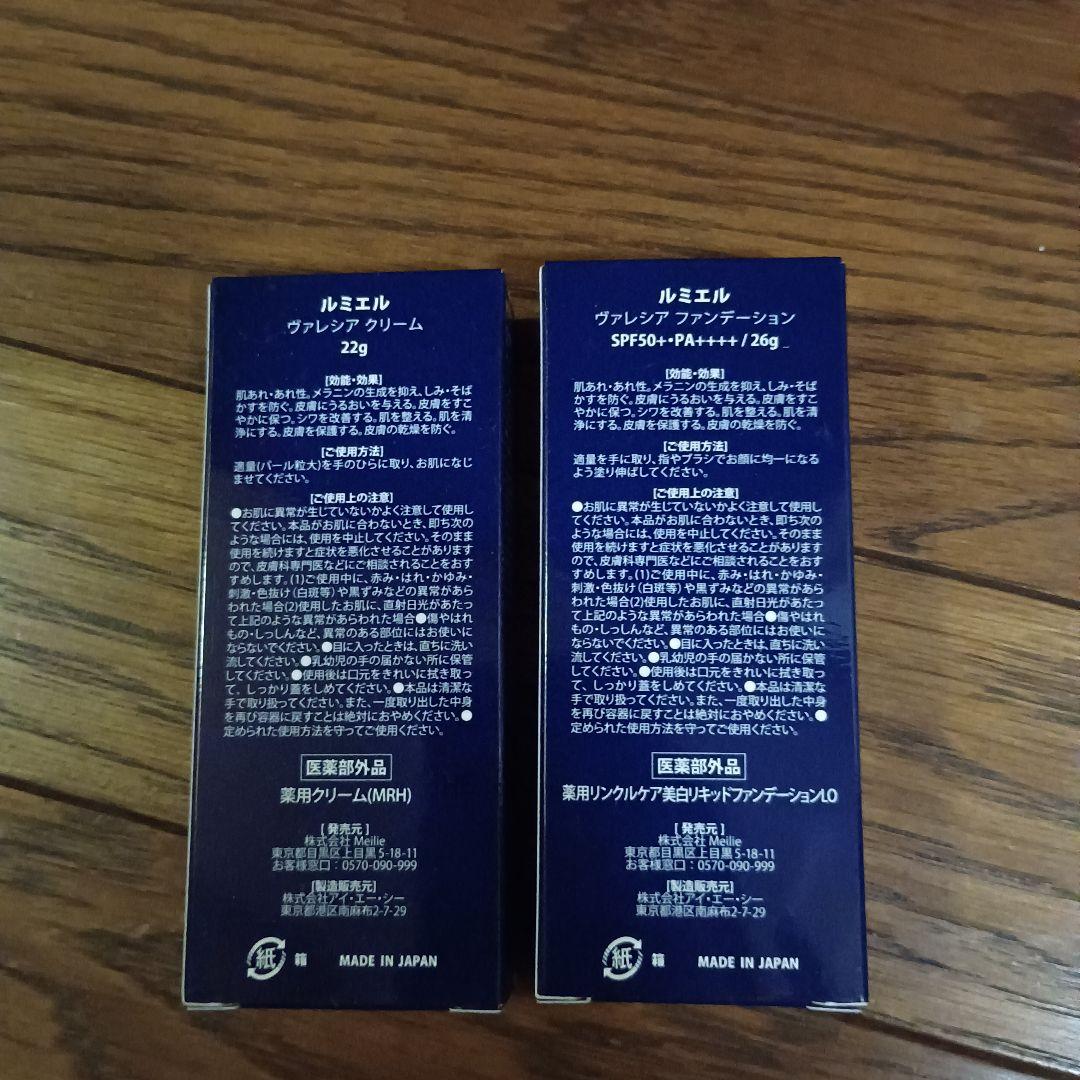 ルミエル
ヴァレシア クリーム
22g
[効能・効果]
肌あれ・あれ性。メラニンの生成を抑え、しみ・そば
かすを防ぐ。皮膚にうるおいを与える。皮膚をすこ
やかに保つ。シワを改善する。肌を整える。肌を清
浄にする。皮膚を保護する。皮膚の乾燥を防ぐ。
[ご使用方法]
適量(パール粒大)を手のひらに取り、お肌になじ
ませてください。
[ご使用上の注意]
●お肌に異常が生じていないかよく注意して使用し
てください。本品がお肌に合わないとき、即ち次の
ような場合には、使用を中止してください。そのまま
使用を続けますと症状を悪化させることがあります
ので、皮膚科専門医などにご相談されることをおす
すめします。(1)ご使用中に、赤み・はれ・かゆみ・
刺激・色抜け(白斑等)や黒ずみなどの異常があら
われた場合(2)使用したお肌に、直射日光があたっ
て上記のような異常があらわれた場合●傷やはれ
もの・しっしんなど、異常のある部位にはお使いに
ならないでください。●目に入ったときは、直ちに洗い
流してください。●乳幼児の手の届かない所に保管
してください。●使用後は口元をきれいに拭き取っ
て、しっかり蓋をしめてください。●本品は清潔な
手で取り扱ってください。また、一度取り出した中身
を再び容器に戻すことは絶対におやめください。●
定められた使用方法を守ってご使用ください。
医薬部外品
薬用クリーム(MRH)
[発売元]
株式会社 Meilie
東京都目黒区上目黒5-18-11
お客様窓口:0570-090-999
[製造販売元]
株式会社アイ・エー・シー
東京都港区南麻布2-7-29
紙 箱 MADE IN JAPAN
ルミエル
ヴァレシア ファンデーション
SPF50+・PA++++ / 26g
[効能・効果]
肌あれ・あれ性。メラニンの生成を抑え、しみ・そば
かすを防ぐ。皮膚にうるおいを与える。皮膚をすこ
やかに保つ。シワを改善する。肌を整える。肌を清
浄にする。皮膚を保護する。皮膚の乾燥を防ぐ。
[ご使用方法]
適量を手に取り、指やブラシでお顔に均一になる
よう塗り伸ばしてください。
[ご使用上の注意]
●お肌に異常が生じていないかよく注意して使用し
てください。本品がお肌に合わないとき、即ち次の
ような場合には、使用を中止してください。そのまま
使用を続けますと症状を悪化させることがあります
ので、皮膚科専門医などにご相談されることをおす
すめします。(1)ご使用中に、赤み・はれ・かゆみ・
刺激・色抜け(白斑等)や黒ずみなどの異常があら
われた場合(2)使用したお肌に、直射日光があたっ
て上記のような異常があらわれた場合●傷やはれ
もの・しっしんなど、異常のある部位にはお使いに
ならないでください。●目に入ったときは、直ちに洗い
流してください。●乳幼児の手の届かない所に保管
してください。●使用後は口元をきれいに拭き取っ
て、しっかり蓋をしめてください。●本品は清潔な
手で取り扱ってください。また、一度取り出した中身
を再び容器に戻すことは絶対におやめください。●
定められた使用方法を守ってご使用ください。
医薬部外品
薬用リンクルケア美白リキッドファンデーションLO
[発売元]
株式会社 Meilie
東京都目黒区上目黒5-18-11
お客様窓口:0570-090-999
[製造販売元]
株式会社アイ・エー・シー
東京都港区南麻布2-7-29
紙 箱 MADE IN JAPAN